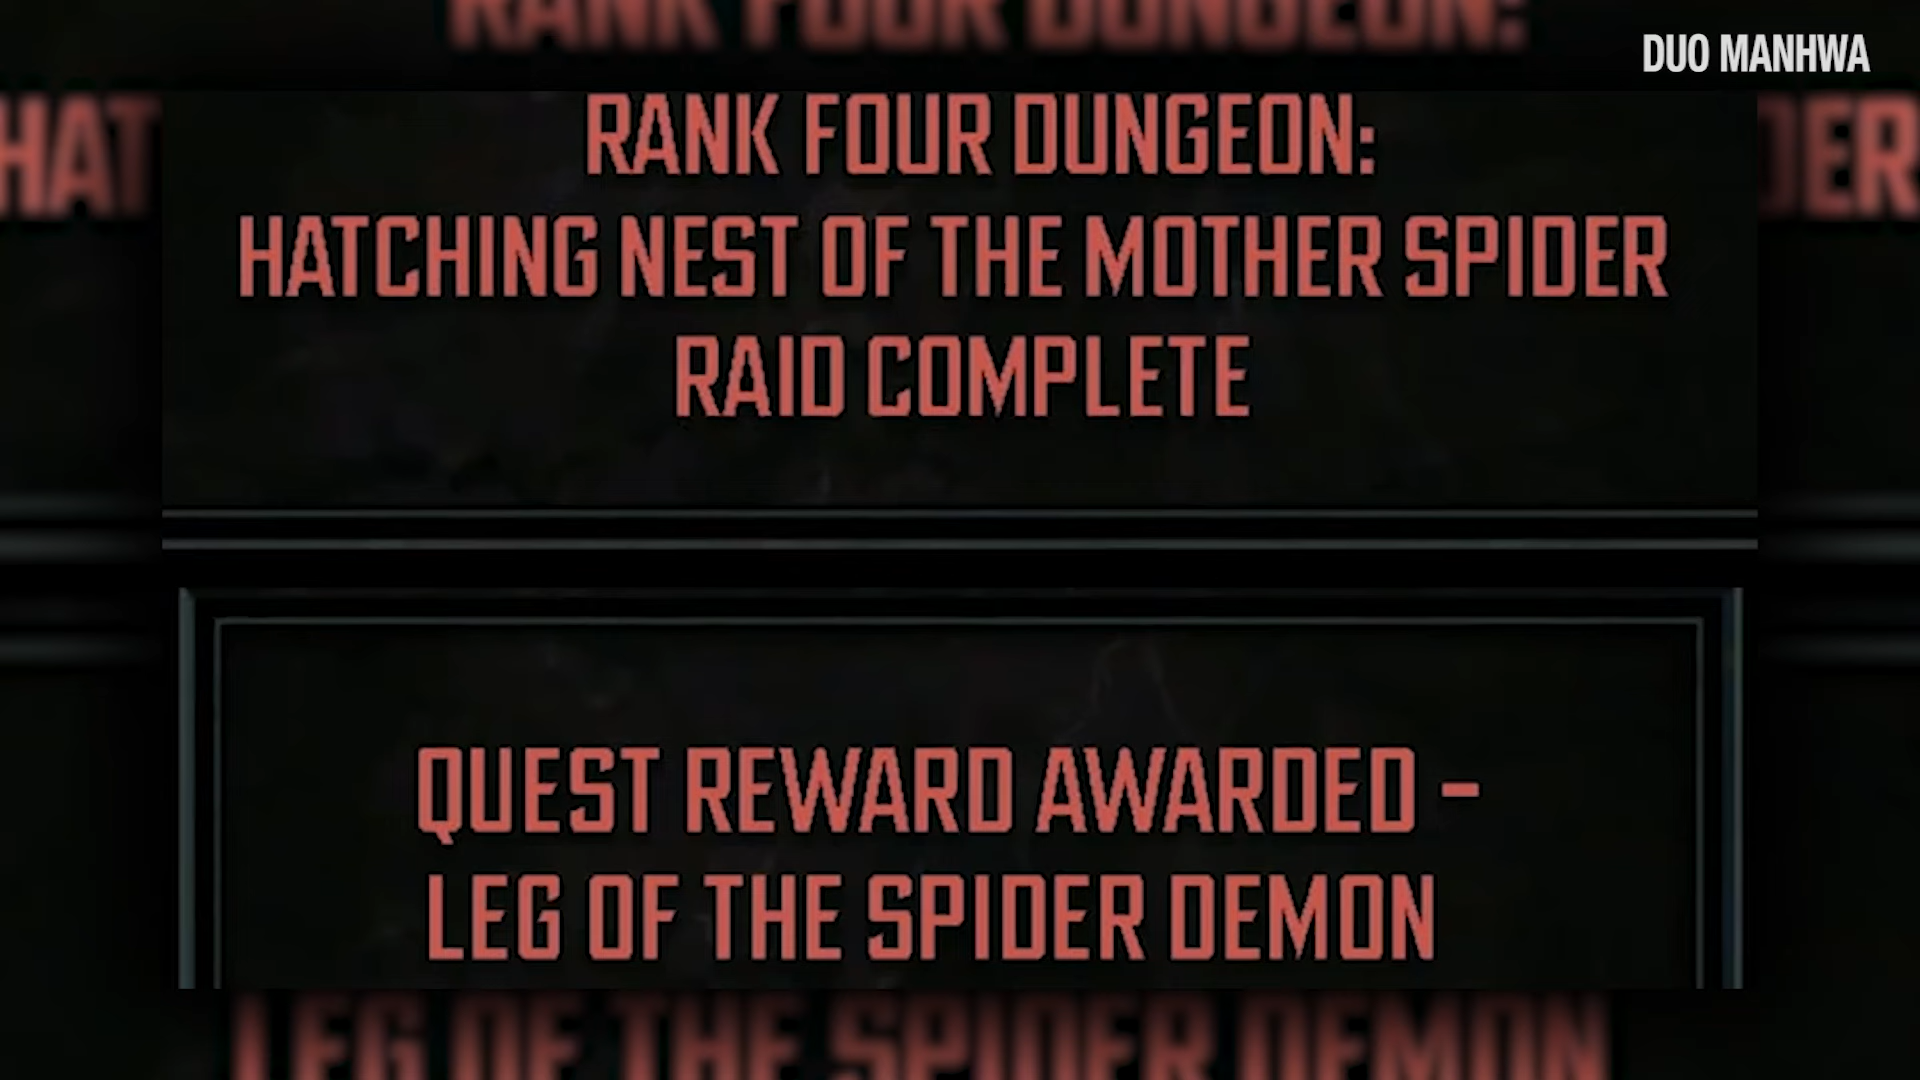 DUO MANHWA
RANK FOUR DUNGEON:
HATCHING NEST OF THE MOTHER SPIDER
RAID COMPLETE
QUEST REWARD AWARDED -
LEG OF THE SPIDER DEMON